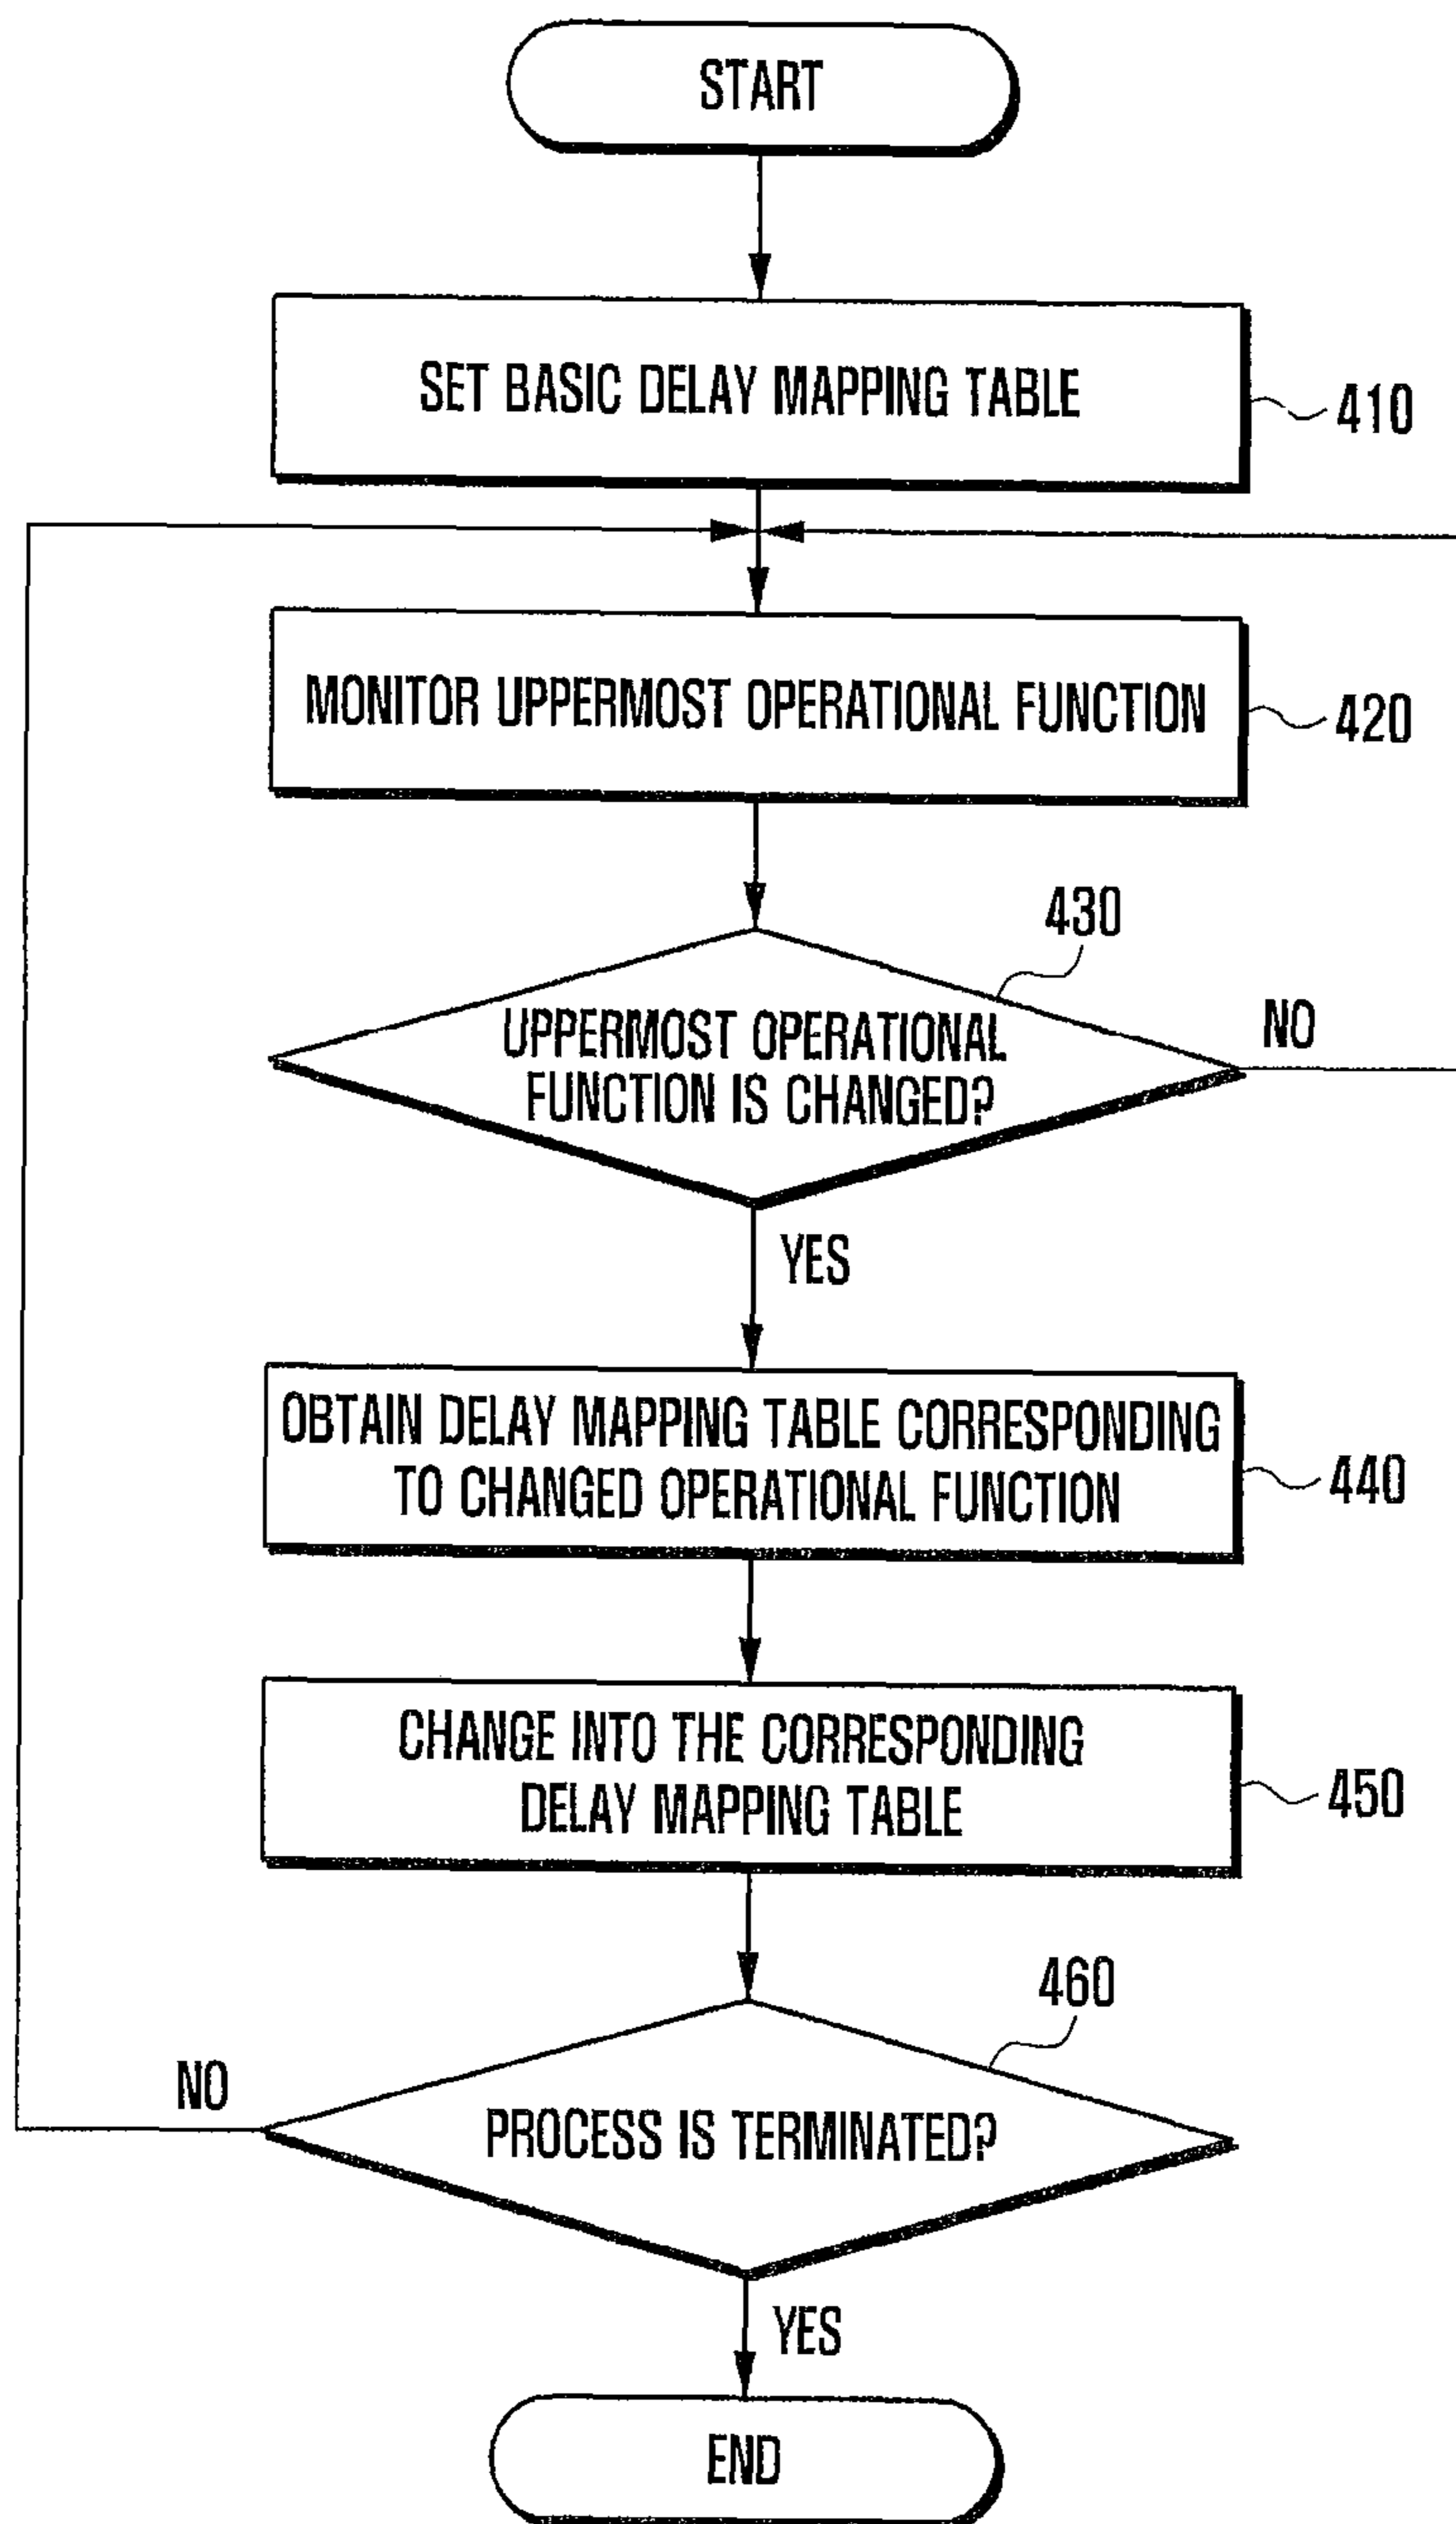 START
SET BASIC DELAY MAPPING TABLE
410
MONITOR UPPERMOST OPERATIONAL FUNCTION
420
430
UPPERMOST OPERATIONAL
FUNCTION IS CHANGED?
NO
YES
OBTAIN DELAY MAPPING TABLE CORRESPONDING
TO CHANGED OPERATIONAL FUNCTION
440
CHANGE INTO THE CORRESPONDING
DELAY MAPPING TABLE
450
460
NO
PROCESS IS TERMINATED?
YES
END